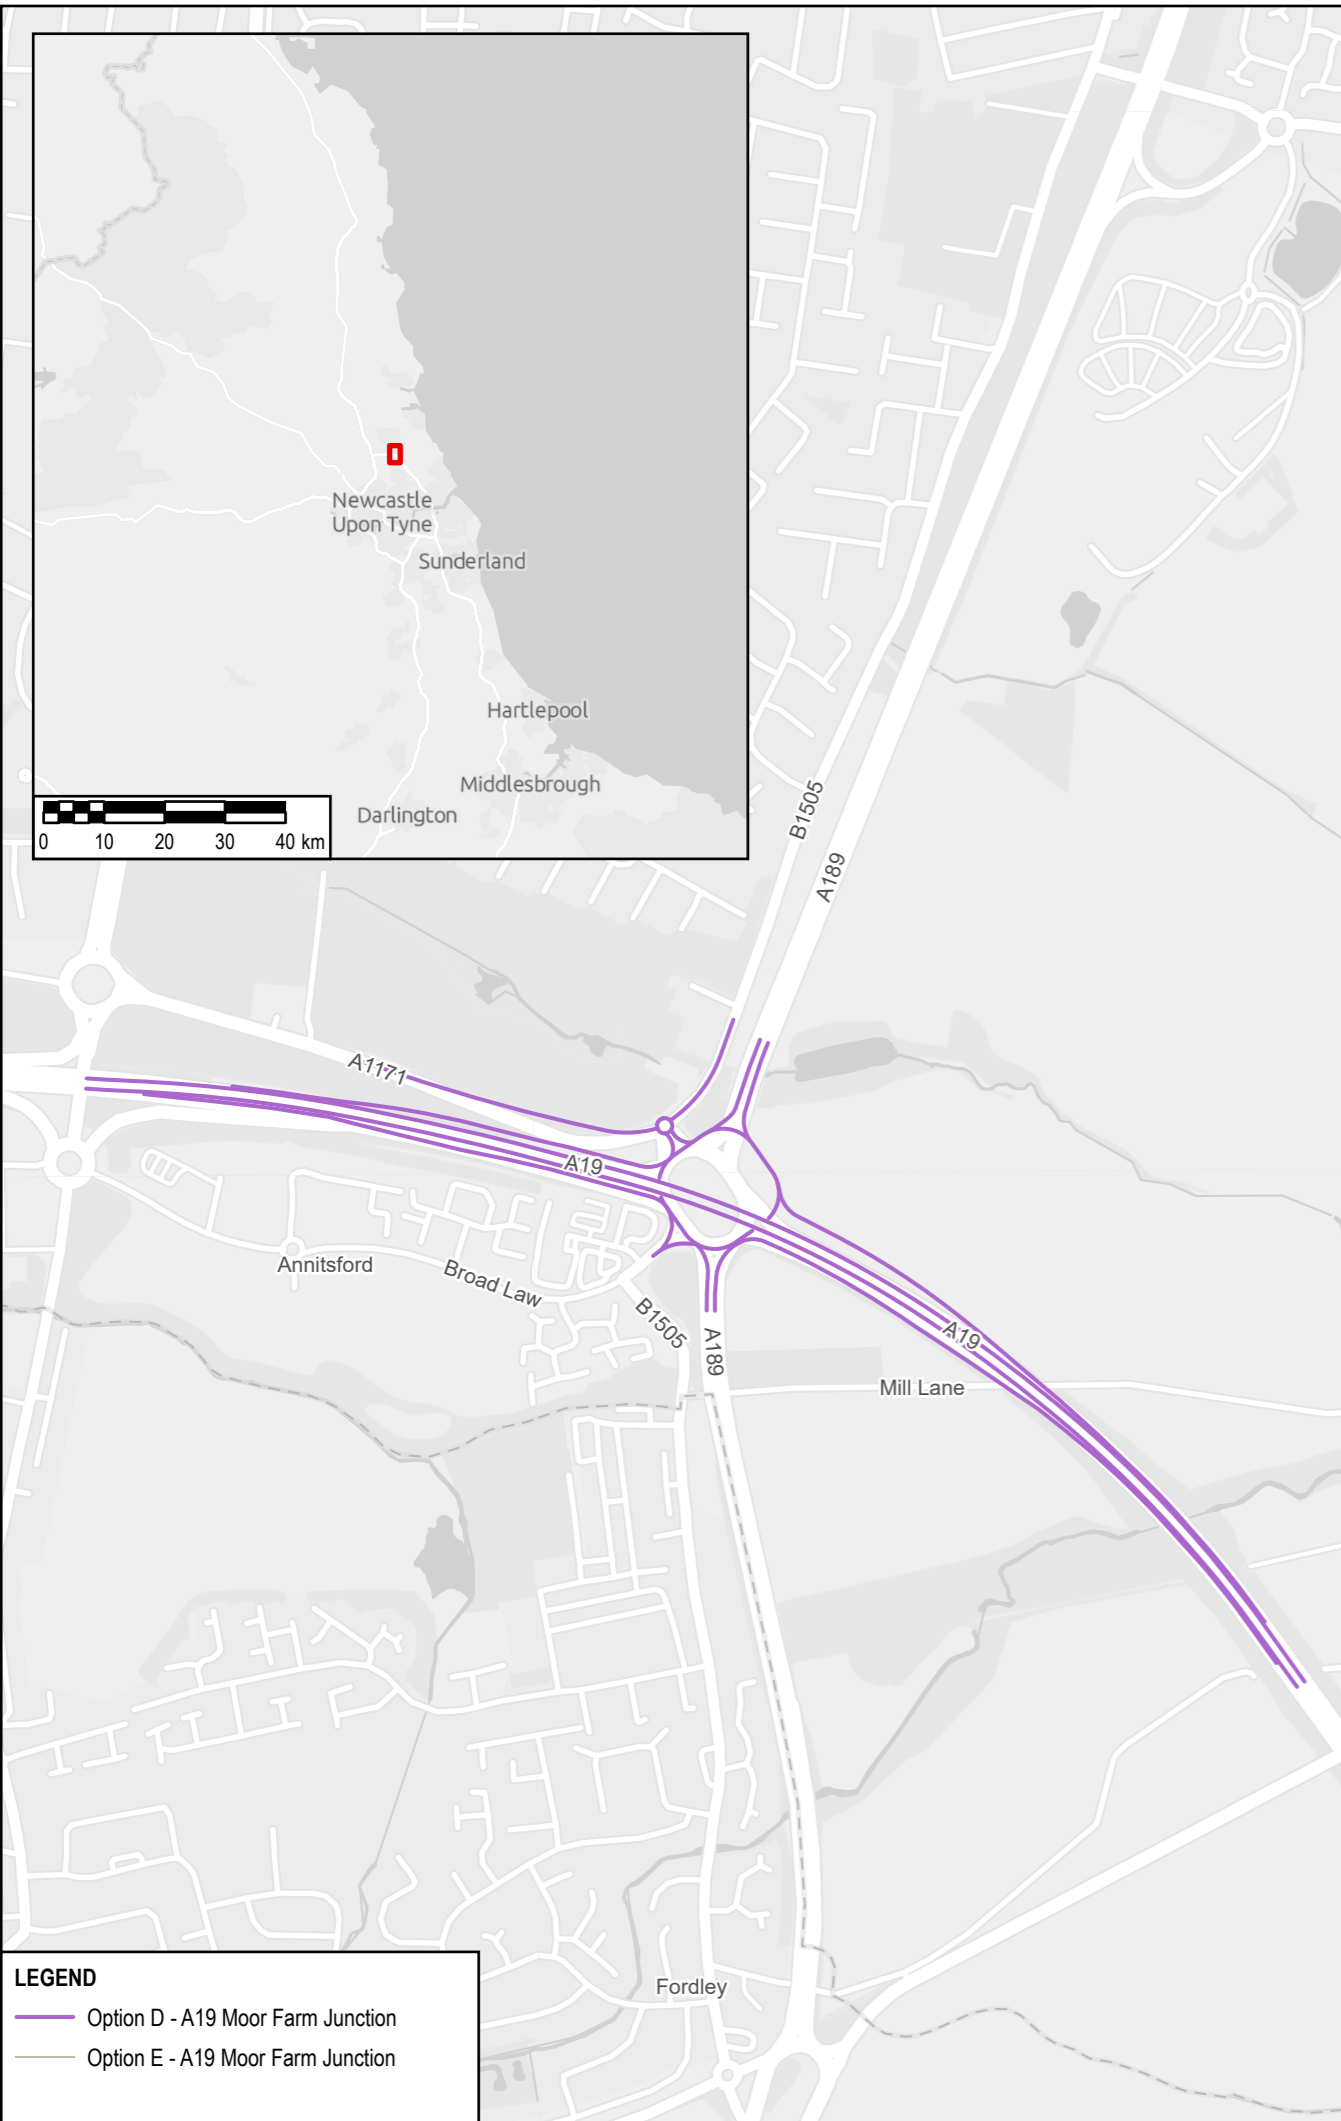 Newcastle
Upon Tyne
Sunderland
Hartlepool
Middlesbrough
Darlington
0 10 20 30 40 km
B1505
A189
A1171
A19
Annitsford
Broad Law
B1505
A189
A19
Mill Lane
Fordley
LEGEND
Option D - A19 Moor Farm Junction
Option E - A19 Moor Farm Junction